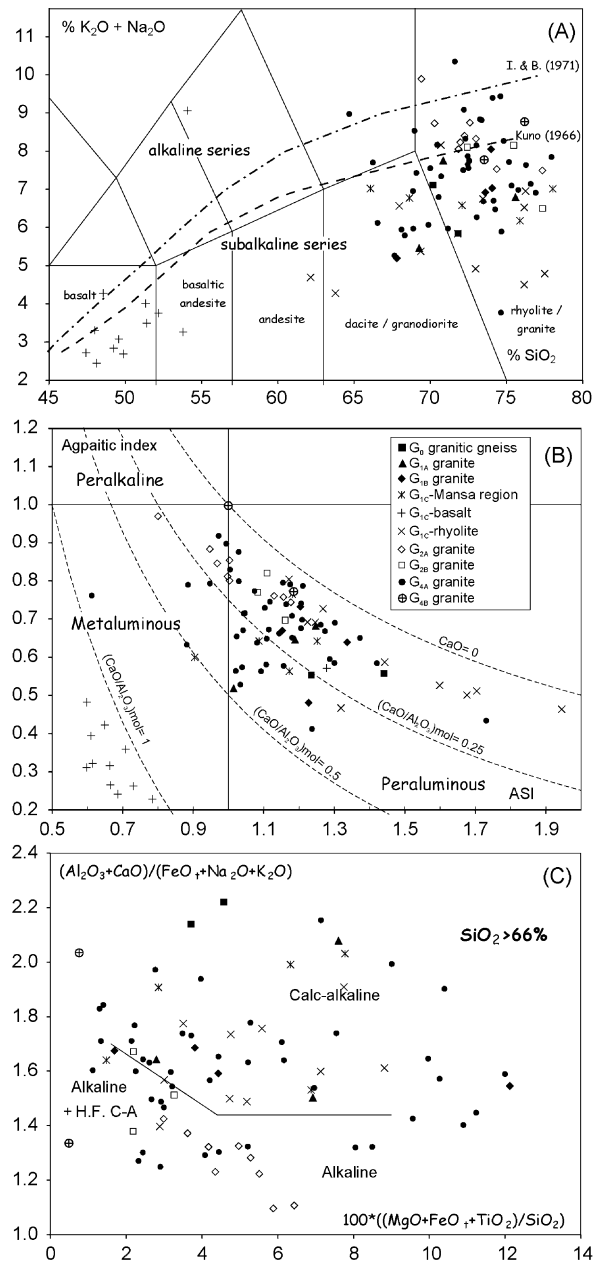 % K₂O + Na₂O
(A)
11
10
9
8
7
6
5
4
3
2
I. & B. (1971)
Kuno (1966)
alkaline series
subalkaline series
basalt
basaltic
andesite
andesite
dacite / granodiorite
rhyolite /
granite
% SiO₂
45 50 55 60 65 70 75 80
(B)
1.2
1.1
1.0
0.9
0.8
0.7
0.6
0.5
0.4
0.3
0.2
Agpaitic index
Peralkaline
Metaluminous
Peraluminous
ASI
G₀ granitic gneiss
G₁A granite
G₁B granite
G₁C-Mansa region
G₁C-basalt
G₁C-rhyolite
G₂A granite
G₂B granite
G₄A granite
G₄B granite
CaO= 0
(CaO/Al₂O₃)mol= 0.25
(CaO/Al₂O₃)mol= 0.5
(CaO/Al₂O₃)mol= 1
0.5 0.7 0.9 1.1 1.3 1.5 1.7 1.9
(C)
2.4
2.2
2.0
1.8
1.6
1.4
1.2
1.0
(Al₂O₃+CaO)/(FeOt+Na₂O+K₂O)
SiO₂>66%
Calc-alkaline
Alkaline
+ H.F. C-A
Alkaline
100*((MgO+FeOt+TiO₂)/SiO₂)
0 2 4 6 8 10 12 14